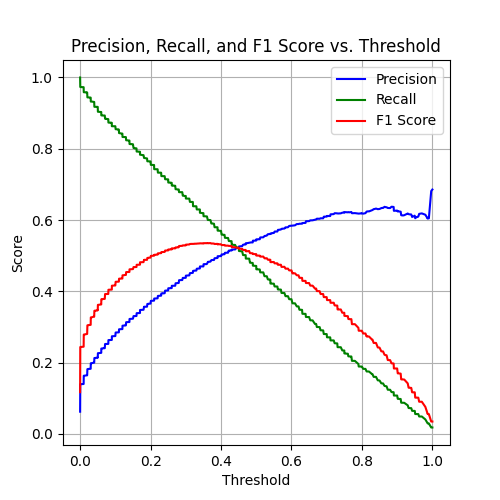 Precision, Recall, and F1 Score vs. Threshold
Precision
Recall
F1 Score
1.0
0.8
0.6
0.4
0.2
0.0
Score
0.0 0.2 0.4 0.6 0.8 1.0
Threshold